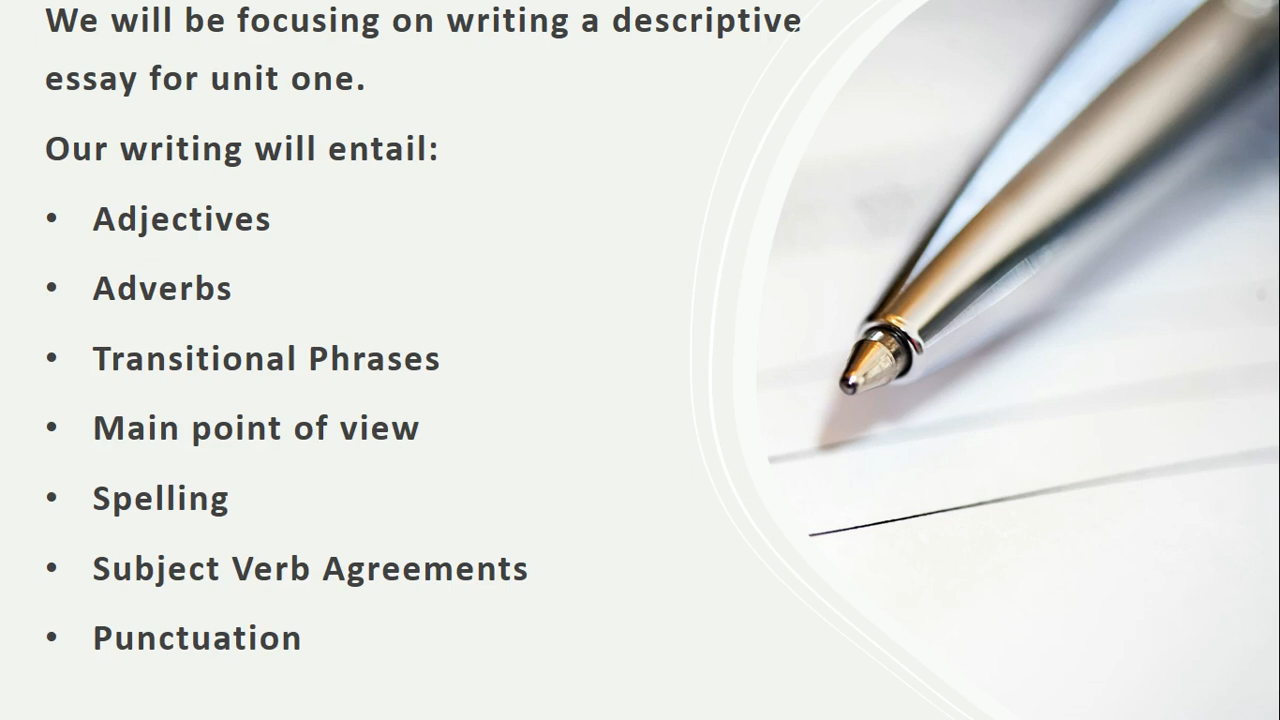 We will be focusing on writing a descriptive
essay for unit one.
Our writing will entail:
• Adjectives
• Adverbs
• Transitional Phrases
• Main point of view
• Spelling
• Subject Verb Agreements
• Punctuation